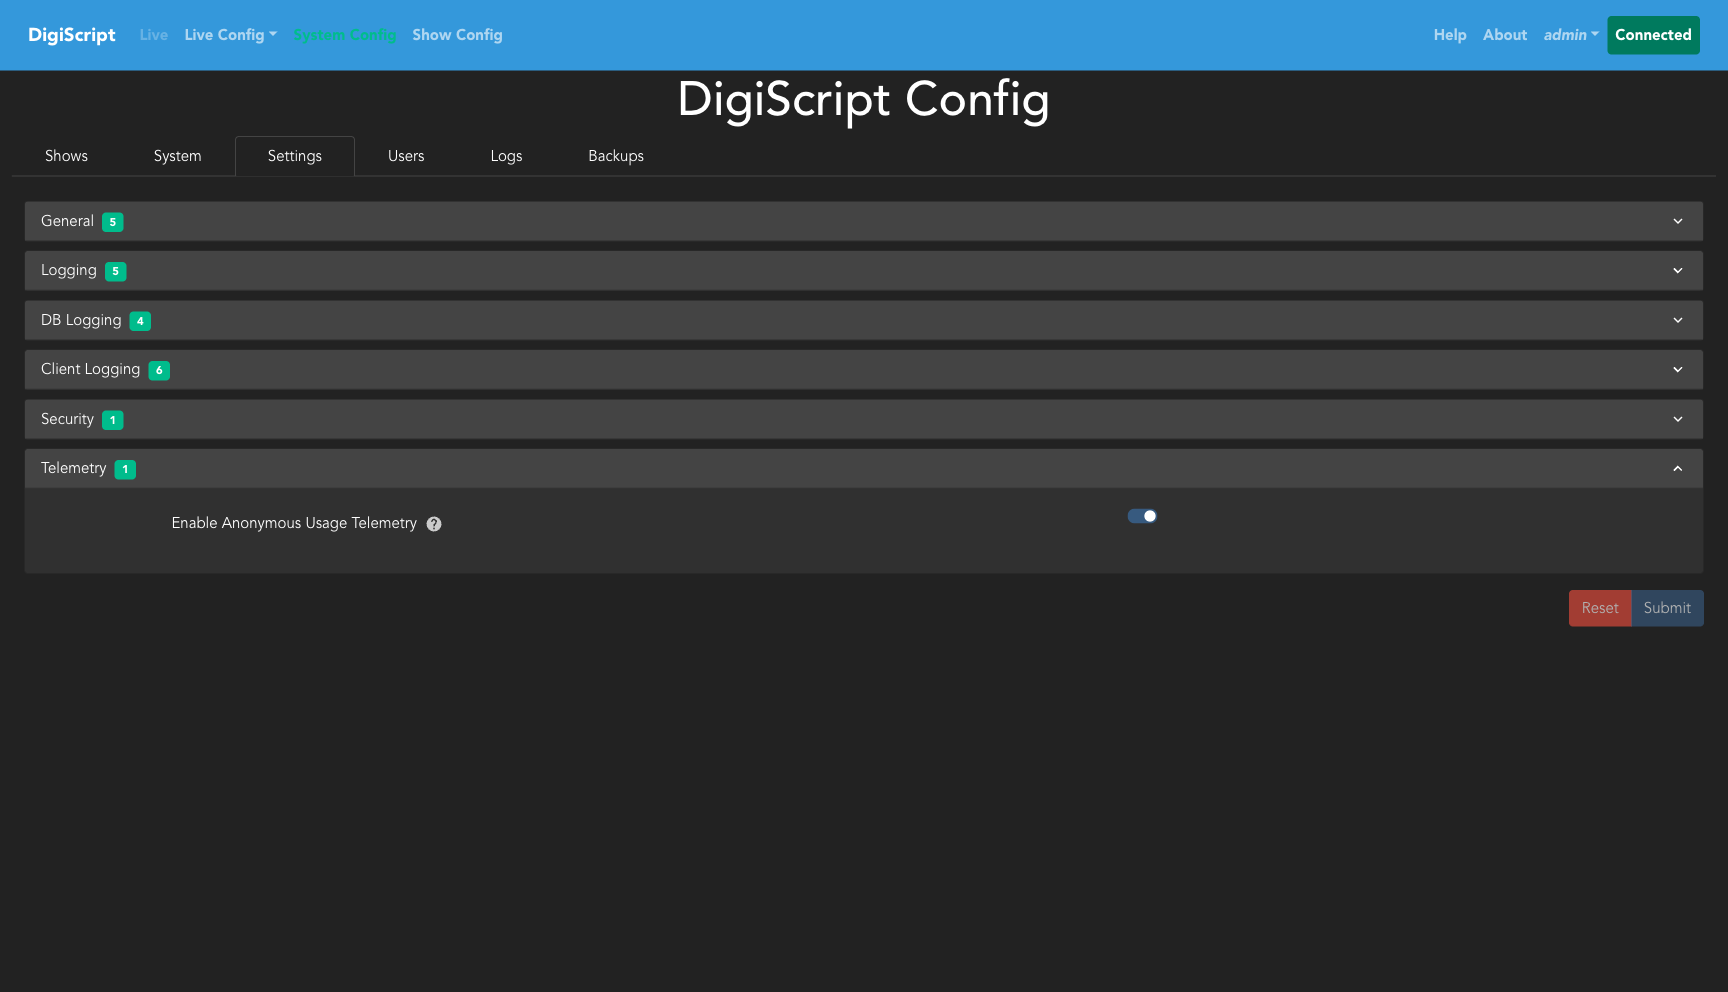 DigiScript Live Live Config System Config Show Config Help About admin Connected
DigiScript Config
Shows System Settings Users Logs Backups
General 5
Logging 5
DB Logging 4
Client Logging 6
Security 1
Telemetry 1
Enable Anonymous Usage Telemetry ?
Reset Submit